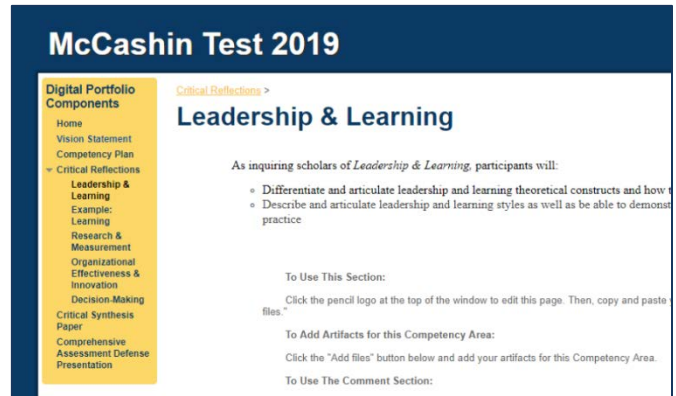 McCashin Test 2019
Digital Portfolio
Components
Home
Vision Statement
Competency Plan
Critical Reflections
Leadership &
Learning
Example:
Learning
Research &
Measurement
Organizational
Effectiveness &
Innovation
Decision-Making
Critical Synthesis
Paper
Comprehensive
Assessment Defense
Presentation
Critical Reflections >
Leadership & Learning
As inquiring scholars of Leadership & Learning, participants will:
Differentiate and articulate leadership and learning theoretical constructs and how
Describe and articulate leadership and learning styles as well as be able to
practice
To Use This Section:
Click the pencil logo at the top of the window to edit this page. Then, copy and paste
files."
To Add Artifacts for this Competency Area:
Click the "Add files" button below and add your artifacts for this Competency Area.
To Use The Comment Section: